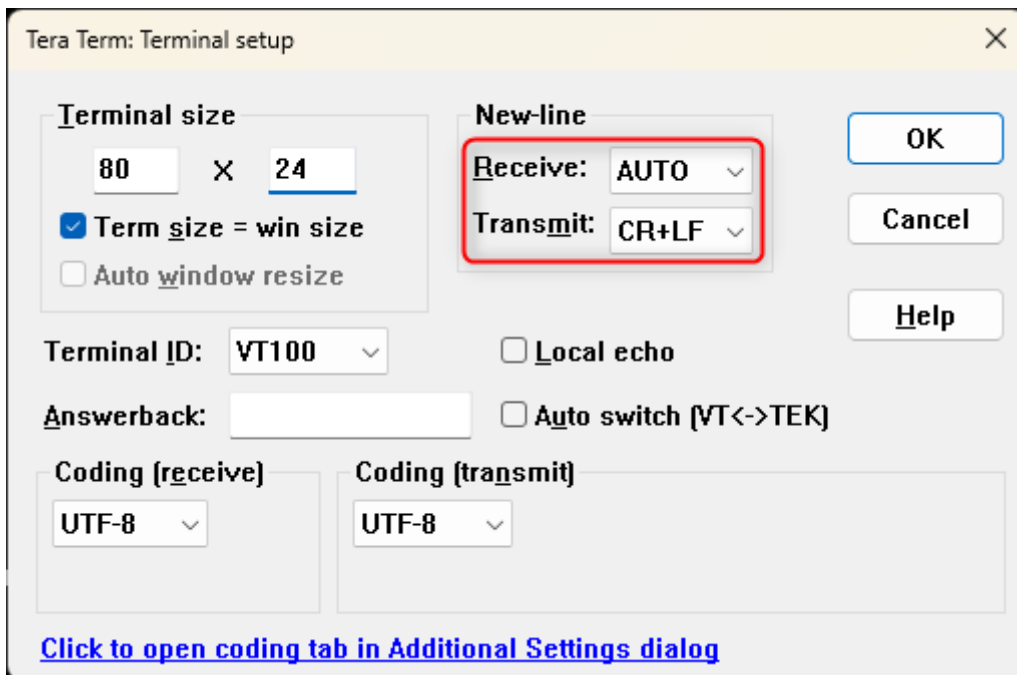 Tera Term: Terminal setup
Terminal size
80 X 24
Term size = win size
Auto window resize
New-line
Receive: AUTO
Transmit: CR+LF
OK
Cancel
Help
Terminal ID: VT100
Local echo
Answerback:
Auto switch (VT<->TEK)
Coding (receive)
UTF-8
Coding (transmit)
UTF-8
Click to open coding tab in Additional Settings dialog